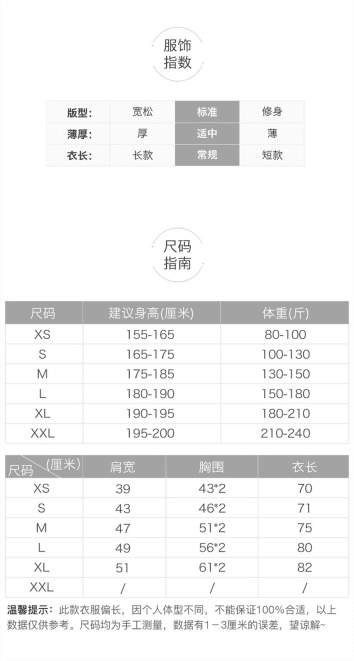 服饰
指数
版型： 宽松 标准 修身
薄厚： 厚 适中 薄
衣长： 长款 常规 短款
尺码
指南
尺码 建议身高(厘米) 体重(斤)
XS 155-165 80-100
S 165-175 100-130
M 175-185 130-150
L 180-190 150-180
XL 190-195 180-210
XXL 195-200 210-240
尺码 (厘米) 肩宽 胸围 衣长
XS 39 43*2 70
S 43 46*2 71
M 47 51*2 75
L 49 56*2 80
XL 51 61*2 82
XXL / / /
温馨提示：此款衣服偏长，因个人体型不同，不能保证100%合适，以上
数据仅供参考。尺码均为手工测量，数据有1－3厘米的误差，望谅解~